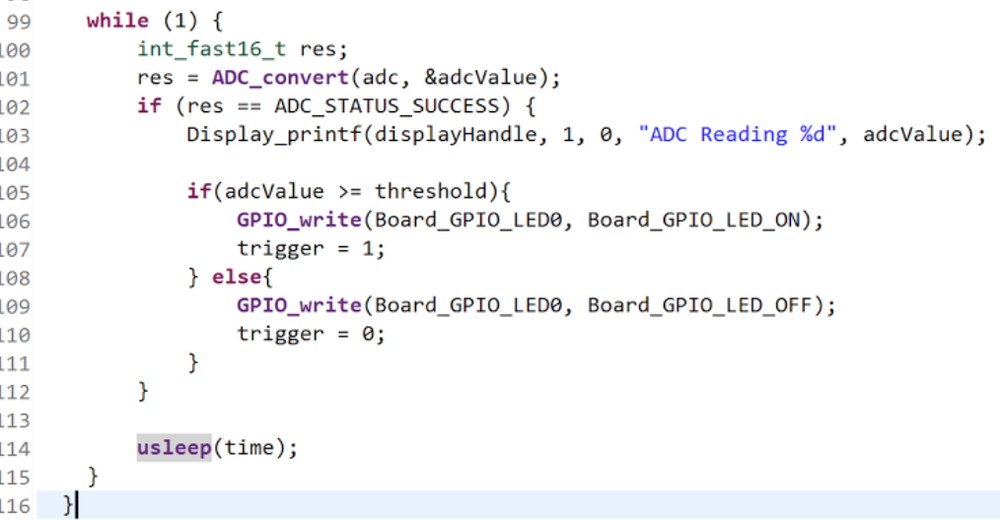 99 while (1) {
100 int_fast16_t res;
101 res = ADC_convert(adc, &adcValue);
102 if (res == ADC_STATUS_SUCCESS) {
103 Display_printf(displayHandle, 1, 0, "ADC Reading %d", adcValue);
104
105 if(adcValue >= threshold){
106 GPIO_write(Board_GPIO_LED0, Board_GPIO_LED_ON);
107 trigger = 1;
108 } else{
109 GPIO_write(Board_GPIO_LED0, Board_GPIO_LED_OFF);
110 trigger = 0;
111 }
112 }
113
114 usleep(time);
115 }
116 }